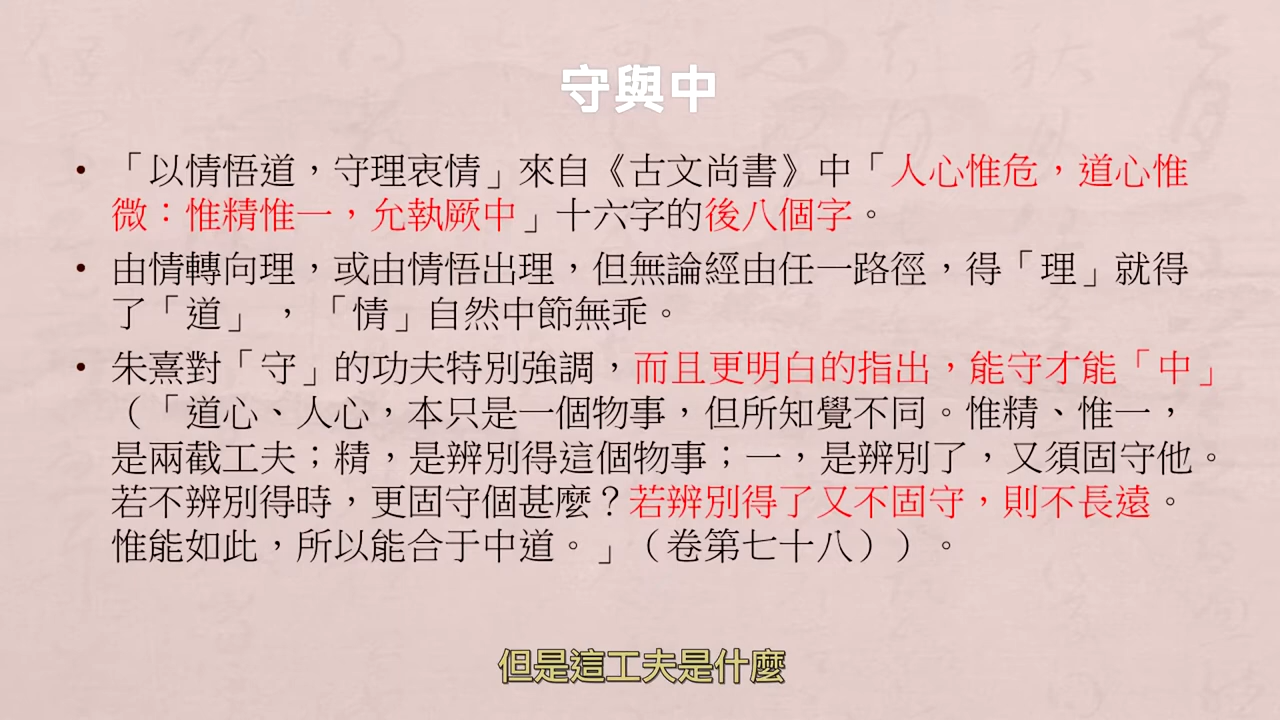 守與中
• 「以情悟道，守理衷情」來自《古文尚書》中「人心惟危，道心惟
微：惟精惟一，允執厥中」十六字的後八個字。
• 由情轉向理，或由情悟出理，但無論經由任一路徑，得「理」就得
了「道」，「情」自然中節無乖。
• 朱熹對「守」的功夫特別強調，而且更明白的指出，能守才能「中」
（「道心、人心，本只是一個物事，但所知覺不同。惟精、惟一，
是兩截工夫；精，是辨別得這個物事；一，是辨別了，又須固守他。
若不辨別得時，更固守個甚麼？若辨別得了又不固守，則不長遠。
惟能如此，所以能合于中道。」（卷第七十八））。
但是這工夫是什麼